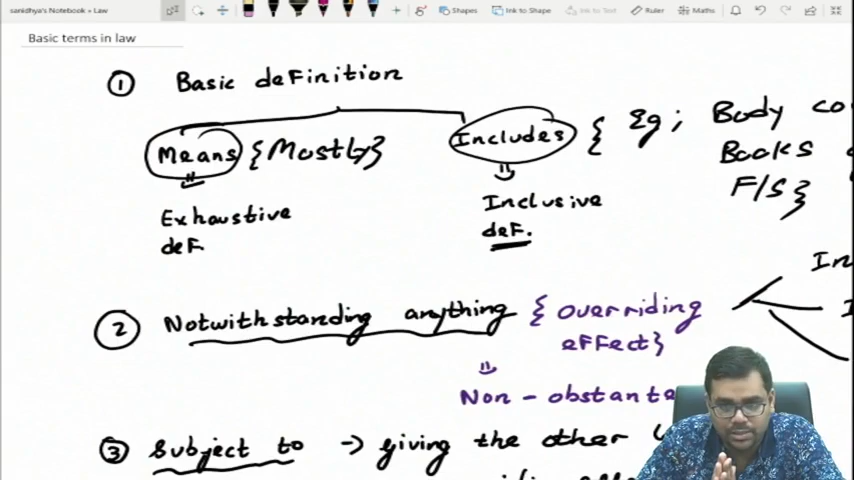 sanidhya's Notebook » Law
Shapes Ink to Shape Ink to Text Ruler Maths
Basic terms in law
① Basic definition
Means {Mostly} Includes { Eg; Body co
Books
F/S}
Exhaustive
def.
Inclusive
def.
② Notwithstanding anything { overriding
effect}
Non - obstante
In
③ Subject to → giving the other